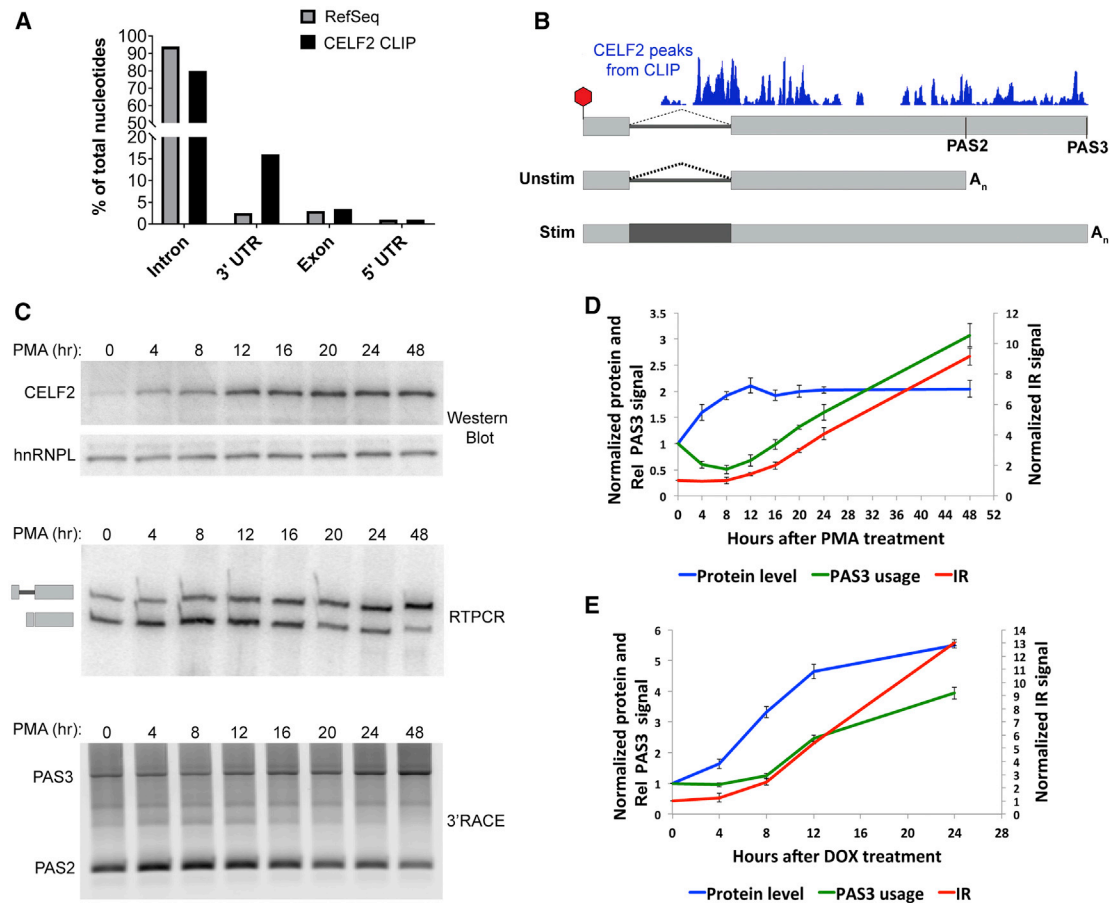 A
RefSeq
CELF2 CLIP
% of total nucleotides
100
90
80
70
60
50
20
15
10
5
0
Intron
3' UTR
Exon
5' UTR
B
CELF2 peaks
from CLIP
PAS2
PAS3
Unstim
An
Stim
An
C
PMA (hr): 0 4 8 12 16 20 24 48
CELF2
hnRNPL
Western
Blot
PMA (hr): 0 4 8 12 16 20 24 48
RTPCR
PMA (hr): 0 4 8 12 16 20 24 48
PAS3
PAS2
3'RACE
D
Normalized protein and
Rel PAS3 signal
3.5
3
2.5
2
1.5
1
0.5
0
12
10
8
6
4
2
0
Normalized IR signal
0 4 8 12 16 20 24 28 32 36 40 44 48 52
Hours after PMA treatment
Protein level PAS3 usage IR
E
Normalized protein and
Rel PAS3 signal
6
5
4
3
2
1
0
14
13
12
11
10
9
8
7
6
5
4
3
2
1
0
Normalized IR signal
0 4 8 12 16 20 24 28
Hours after DOX treatment
Protein level PAS3 usage IR